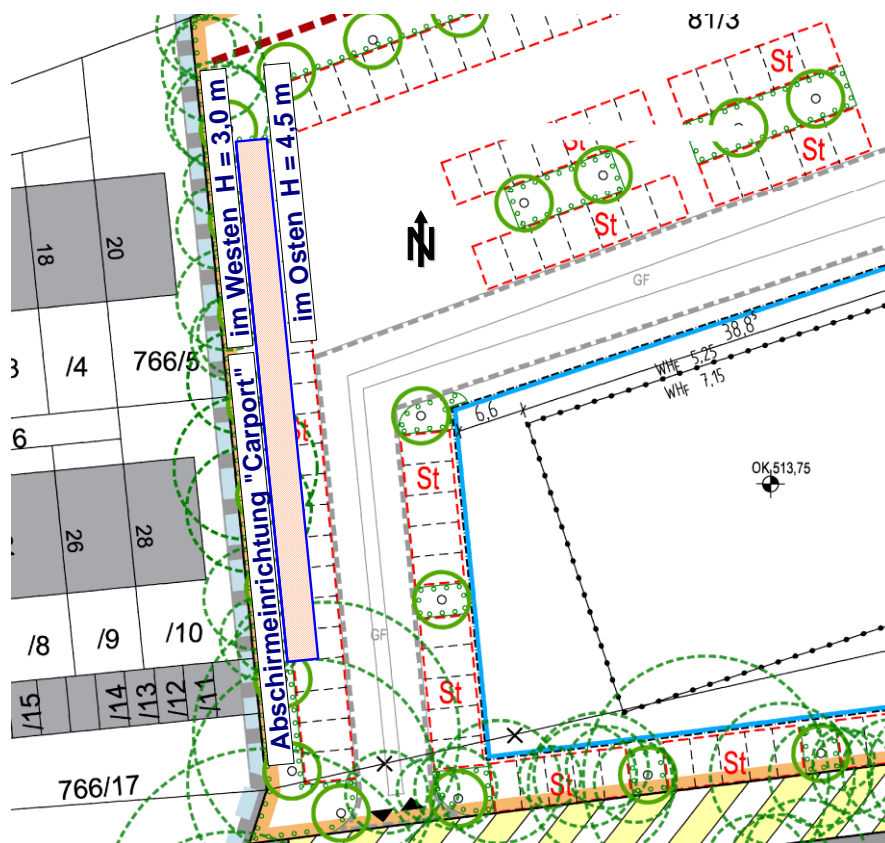 81/3
St
St
St
St
im Westen H = 3,0 m
im Osten H = 4,5 m
N
18
20
GF
38,8⁵
WHF 5,25
WHF 7,15
/4
766/5
6,6
6
St
Abschirmeinrichtung "Carport"
St
OK 513,75
26
28
GF
/8
/9
/10
St
/15
/14
/13
/12
/11
766/17
St
St